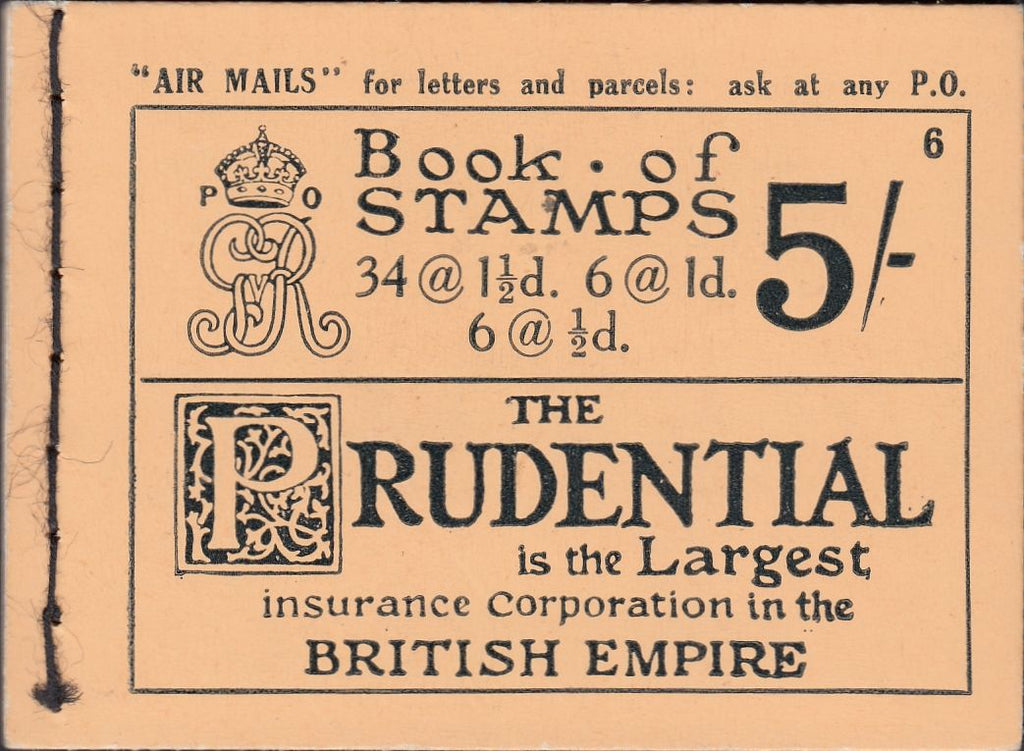 "AIR MAILS" for letters and parcels: ask at any P.O.
6
P O
GVR
Book · of
STAMPS
5/-
34 @ 1½d. 6 @ 1d.
6 @ ½d.
THE
PRUDENTIAL
is the Largest
insurance Corporation in the
BRITISH EMPIRE